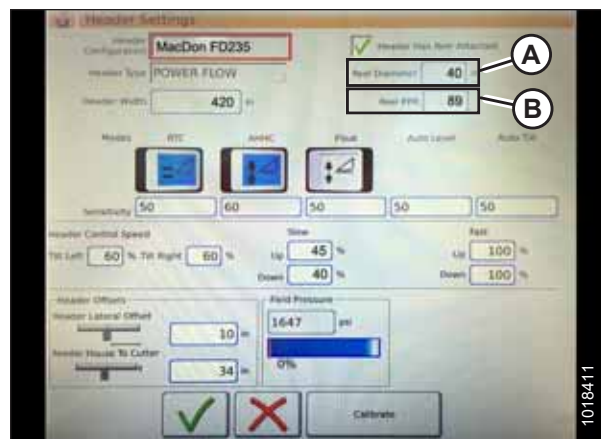 Header Settings
Header Configuration MacDon FD235
Header Has Reel Attached
A
Header Type POWER FLOW
Reel Diameter 40 in
Header Width 420 in
Reel PPR 89
B
Modes RTC AHHC Float Auto Level Auto Tilt
Sensitivity 50 60 50 50 50
Header Control Speed
Slow
Fast
Tilt Left 60 % Tilt Right 60 % Up 45 % Up 100 %
Down 40 % Down 100 %
Header Offsets
Field Pressure
Header Lateral Offset
10 in
1647 psi
Header House To Cutter
34 in
0%
Calibrate
1018411